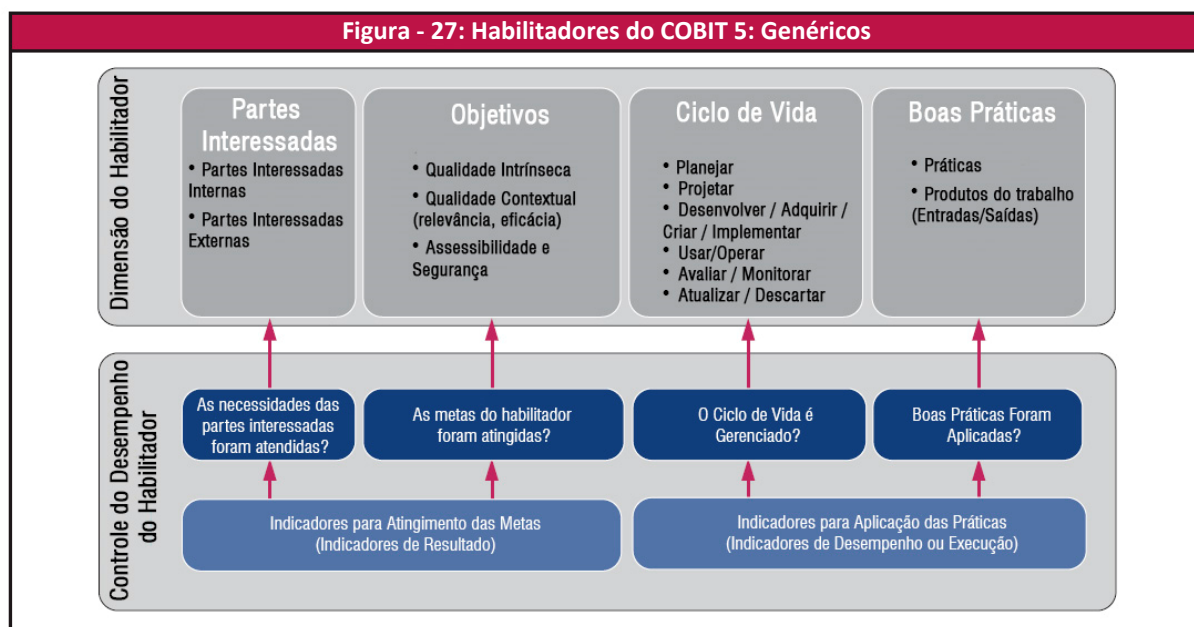 Figura - 27: Habilitadores do COBIT 5: Genéricos
Dimensão do Habilitador
Partes
Interessadas
• Partes Interessadas
Internas
• Partes Interessadas
Externas
Objetivos
• Qualidade Intrínseca
• Qualidade Contextual
(relevância, eficácia)
• Assessibilidade e
Segurança
Ciclo de Vida
• Planejar
• Projetar
• Desenvolver / Adquirir /
Criar / Implementar
• Usar/Operar
• Avaliar / Monitorar
• Atualizar / Descartar
Boas Práticas
• Práticas
• Produtos do trabalho
(Entradas/Saídas)
Controle do Desempenho
do Habilitador
As necessidades das
partes interessadas
foram atendidas?
As metas do habilitador
foram atingidas?
O Ciclo de Vida é
Gerenciado?
Boas Práticas Foram
Aplicadas?
Indicadores para Atingimento das Metas
(Indicadores de Resultado)
Indicadores para Aplicação das Práticas
(Indicadores de Desempenho ou Execução)